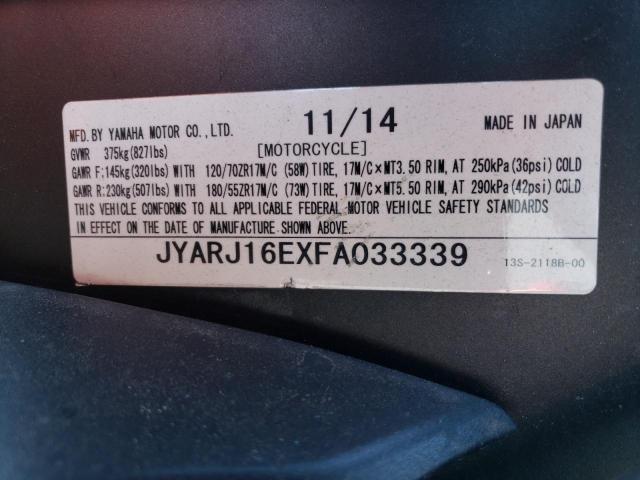 MFD. BY YAMAHA MOTOR CO., LTD. 11/14 MADE IN JAPAN
GVWR 375kg(827lbs) [MOTORCYCLE]
GAWR F:145kg(320lbs) WITH 120/70ZR17M/C (58W) TIRE, 17M/C×MT3.50 RIM, AT 250kPa(36psi) COLD
GAWR R:230kg(507lbs) WITH 180/55ZR17M/C (73W) TIRE, 17M/C×MT5.50 RIM, AT 290kPa(42psi) COLD
THIS VEHICLE CONFORMS TO ALL APPLICABLE FEDERAL MOTOR VEHICLE SAFETY STANDARDS
IN EFFECT ON THE DATE OF MANUFACTURE SHOWN ABOVE.
JYARJ16EXFA033339 13S-2118B-00